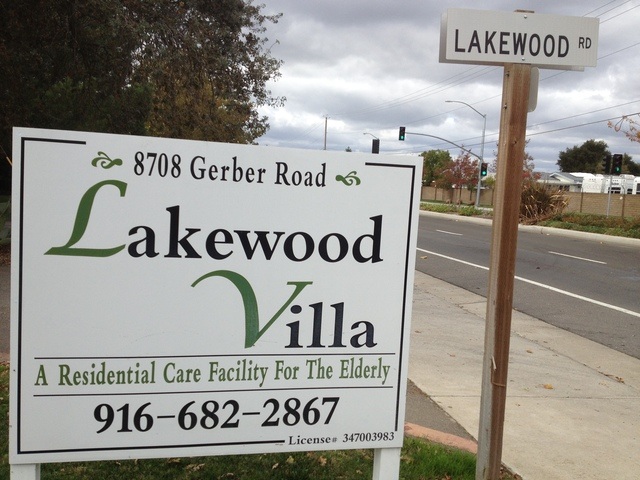 LAKEWOOD RD
8708 Gerber Road
Lakewood
Villa
A Residential Care Facility For The Elderly
916-682-2867
License# 347003983